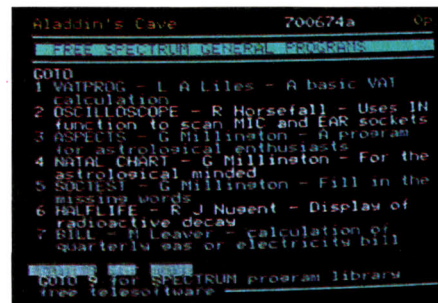 Aladdin's Cave 700674a 0p
FREE SPECTRUM GENERAL PROGRAMS
GOTO
1 VATPROG - L A Liles - A basic VAT
calculation
2 OSCILLOSCOPE - R Horsefall - Uses IN
function to scan MIC and EAR sockets
3 ASPECTS - G Millington - A program
for astrological enthusiasts
4 NATAL CHART - G Millington - For the
astrological minded
5 SOCTEST - G Millington - Fill in the
missing words
6 HALFLIFE - R J Nugent - Display of
radioactive decay
7 BILL - M Leaver - calculation of
quarterly gas or electricity bill
GOTO 9 for SPECTRUM program library
free telesoftware